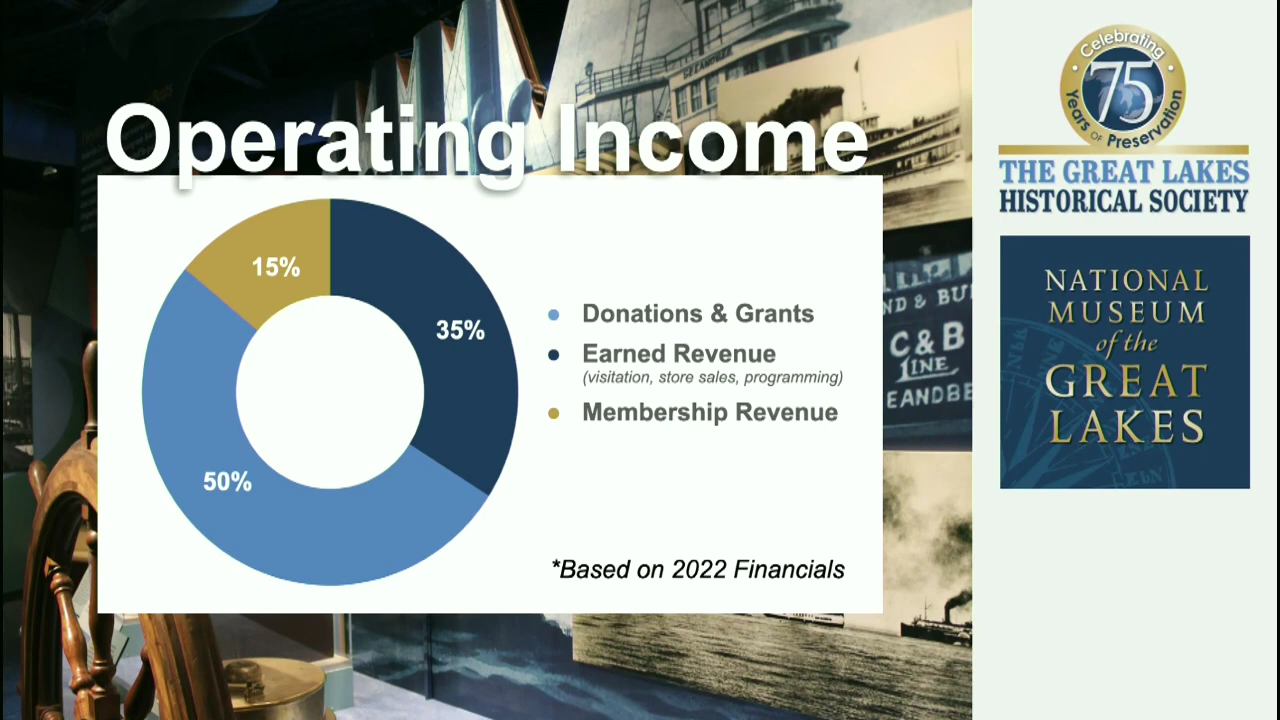 Operating Income
15%
35%
50%
Donations & Grants
Earned Revenue
(visitation, store sales, programming)
Membership Revenue
*Based on 2022 Financials
Celebrating
75
Years OF Preservation
THE GREAT LAKES
HISTORICAL SOCIETY
NATIONAL
MUSEUM
of the
GREAT
LAKES
SEEANDBEE
ND & BU
C&B
LINE
EANDBE